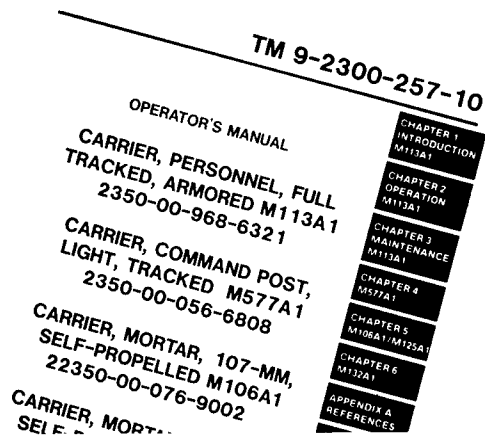 TM 9-2300-257-10
OPERATOR'S MANUAL
CARRIER, PERSONNEL, FULL
TRACKED, ARMORED M113A1
2350-00-968-6321
CARRIER, COMMAND POST,
LIGHT, TRACKED M577A1
2350-00-056-6808
CARRIER, MORTAR, 107-MM,
SELF-PROPELLED M106A1
22350-00-076-9002
CARRIER,
CHAPTER 1
INTRODUCTION
M113A1
CHAPTER 2
OPERATION
M113A1
CHAPTER 3
MAINTENANCE
M113A1
CHAPTER 4
M577A1
CHAPTER 5
M106A1/M125A1
CHAPTER 6
M132A1
APPENDIX A
REFERENCES